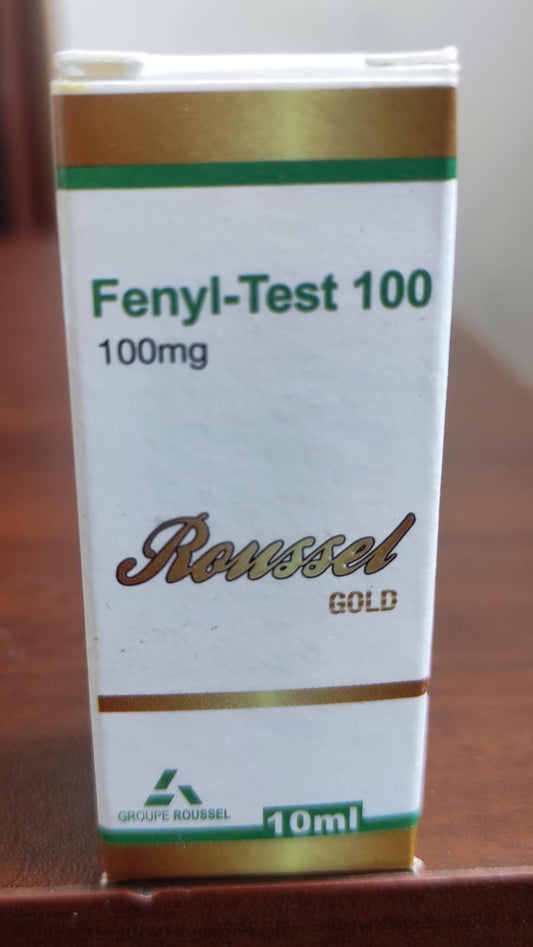 Fenyl-Test 100
100mg
Roussel
GOLD
GROUPE ROUSSEL
10ml